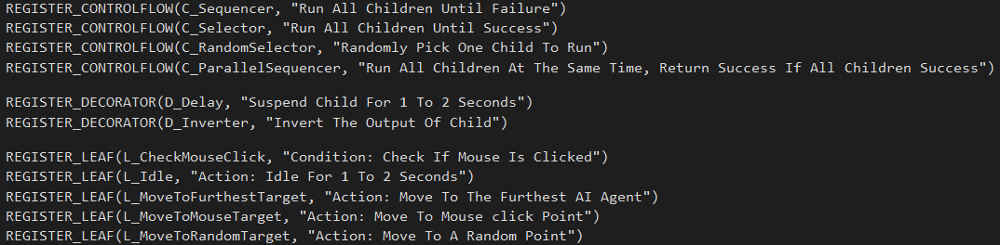 REGISTER_CONTROLFLOW(C_Sequencer, "Run All Children Until Failure")
REGISTER_CONTROLFLOW(C_Selector, "Run All Children Until Success")
REGISTER_CONTROLFLOW(C_RandomSelector, "Randomly Pick One Child To Run")
REGISTER_CONTROLFLOW(C_ParallelSequencer, "Run All Children At The Same Time, Return Success If All Children Success")
REGISTER_DECORATOR(D_Delay, "Suspend Child For 1 To 2 Seconds")
REGISTER_DECORATOR(D_Inverter, "Invert The Output Of Child")
REGISTER_LEAF(L_CheckMouseClick, "Condition: Check If Mouse Is Clicked")
REGISTER_LEAF(L_Idle, "Action: Idle For 1 To 2 Seconds")
REGISTER_LEAF(L_MoveToFurthestTarget, "Action: Move To The Furthest AI Agent")
REGISTER_LEAF(L_MoveToMouseTarget, "Action: Move To Mouse click Point")
REGISTER_LEAF(L_MoveToRandomTarget, "Action: Move To A Random Point")